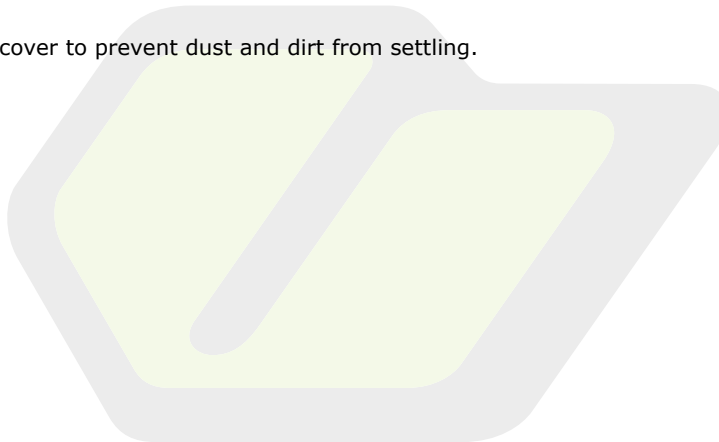 cover to prevent dust and dirt from settling.